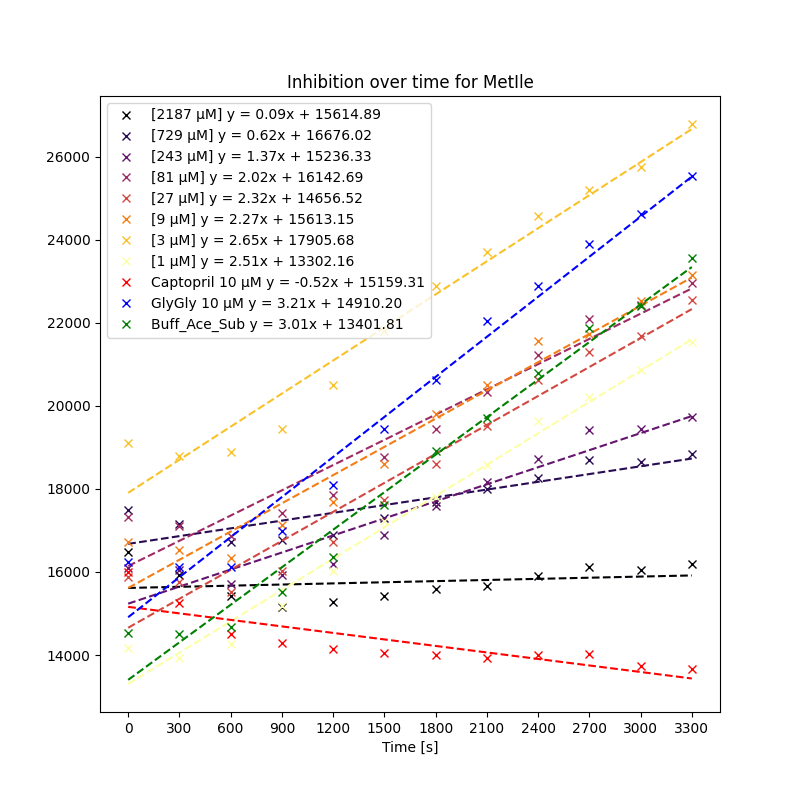 Inhibition over time for MetIle
[2187 μM] y = 0.09x + 15614.89
[729 μM] y = 0.62x + 16676.02
[243 μM] y = 1.37x + 15236.33
[81 μM] y = 2.02x + 16142.69
[27 μM] y = 2.32x + 14656.52
[9 μM] y = 2.27x + 15613.15
[3 μM] y = 2.65x + 17905.68
[1 μM] y = 2.51x + 13302.16
Captopril 10 μM y = -0.52x + 15159.31
GlyGly 10 μM y = 3.21x + 14910.20
Buff_Ace_Sub y = 3.01x + 13401.81
26000
24000
22000
20000
18000
16000
14000
0 300 600 900 1200 1500 1800 2100 2400 2700 3000 3300
Time [s]